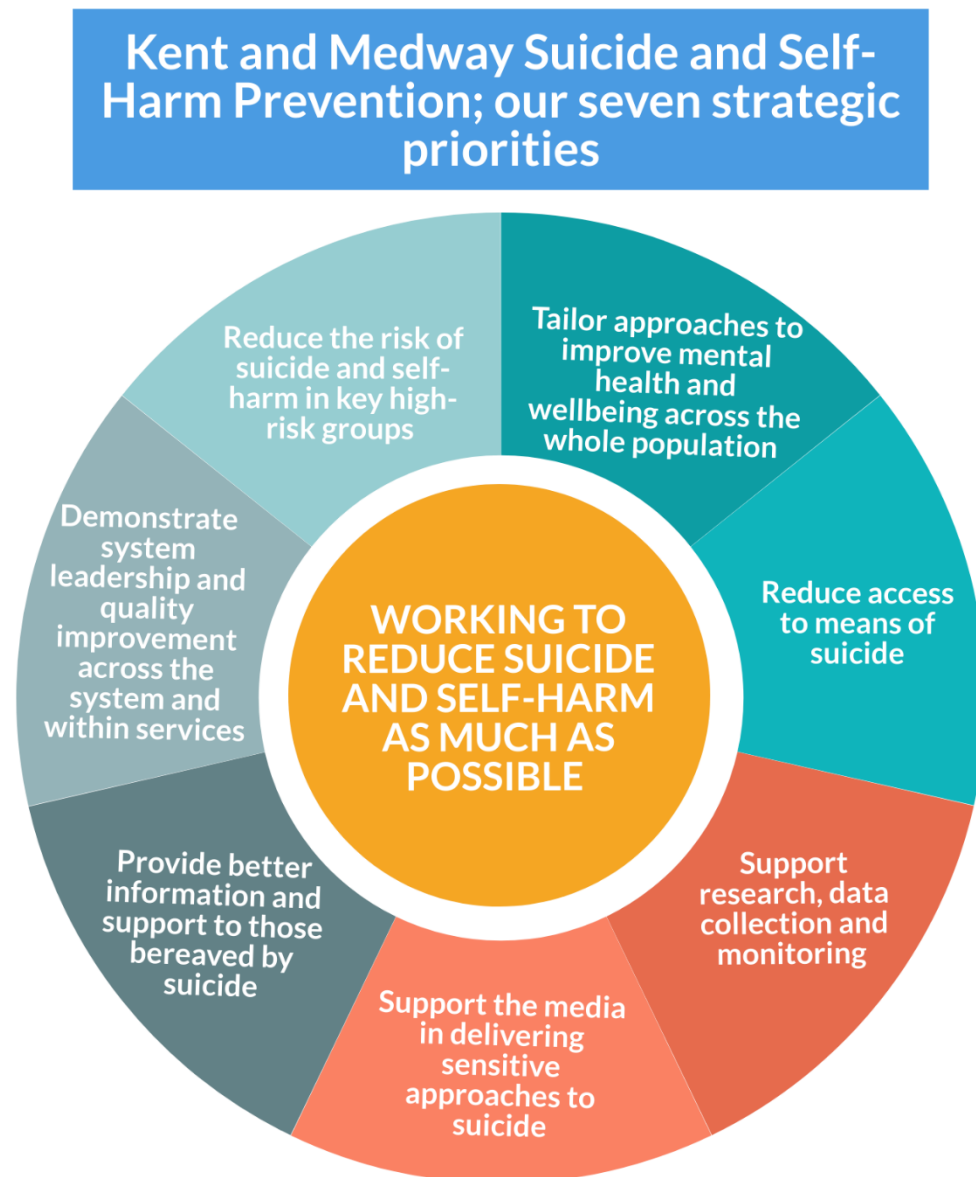 Kent and Medway Suicide and Self-
Harm Prevention; our seven strategic
priorities
Reduce the risk of
suicide and self-
harm in key high-
risk groups
Tailor approaches to
improve mental
health and
wellbeing across the
whole population
Demonstrate
system
leadership and
quality
improvement
across the
system and
within services
WORKING TO
REDUCE SUICIDE
AND SELF-HARM
AS MUCH AS
POSSIBLE
Reduce access
to means of
suicide
Provide better
information and
support to those
bereaved by
suicide
Support
research, data
collection and
monitoring
Support the media
in delivering
sensitive
approaches to
suicide